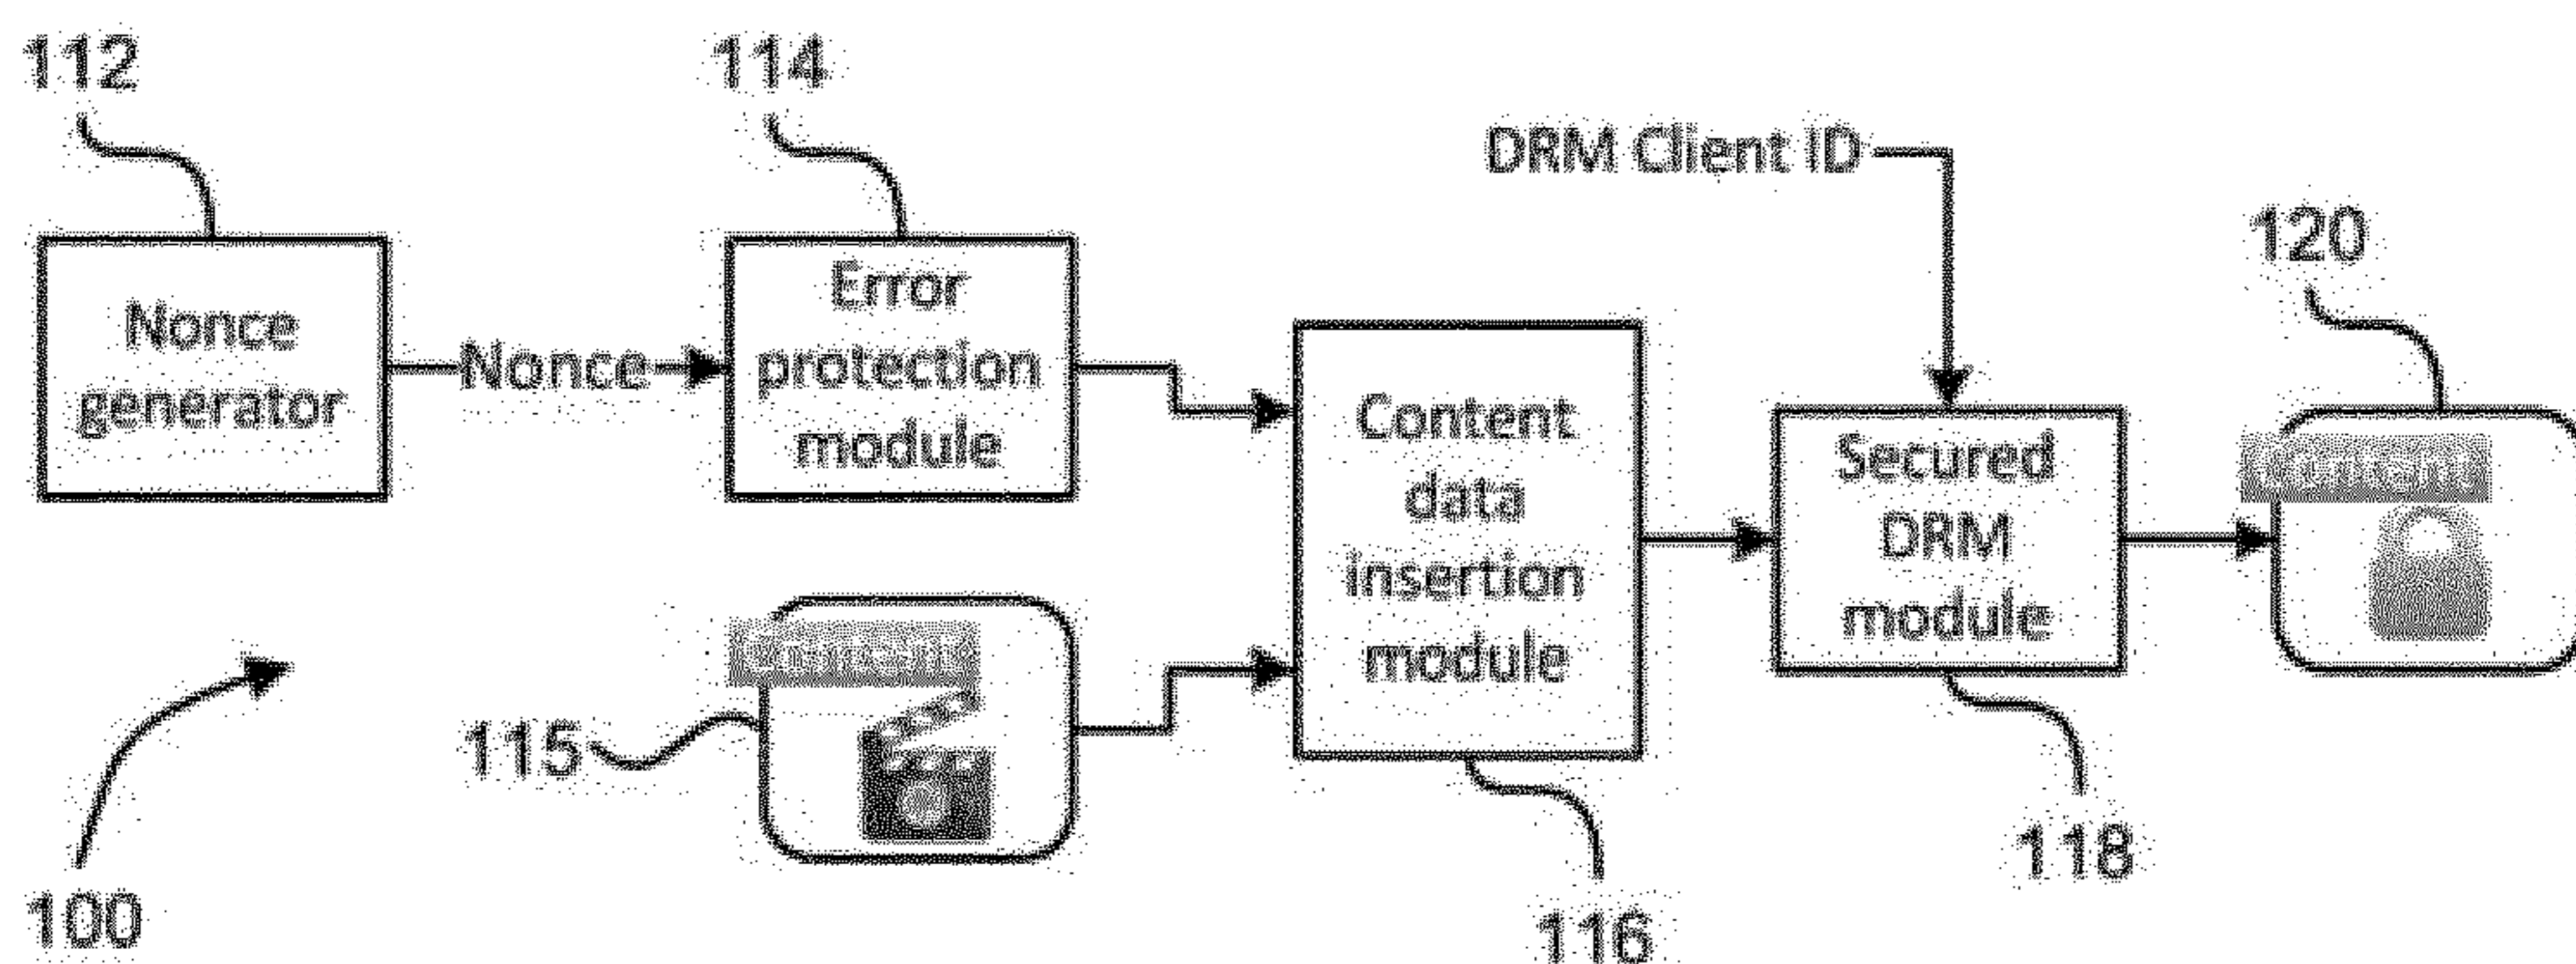 112
114
DRM Client ID
120
Nonce
generator
Nonce
Error
protection
module
Content
data
insertion
module
Secured
DRM
module
Content
115
100
116
118